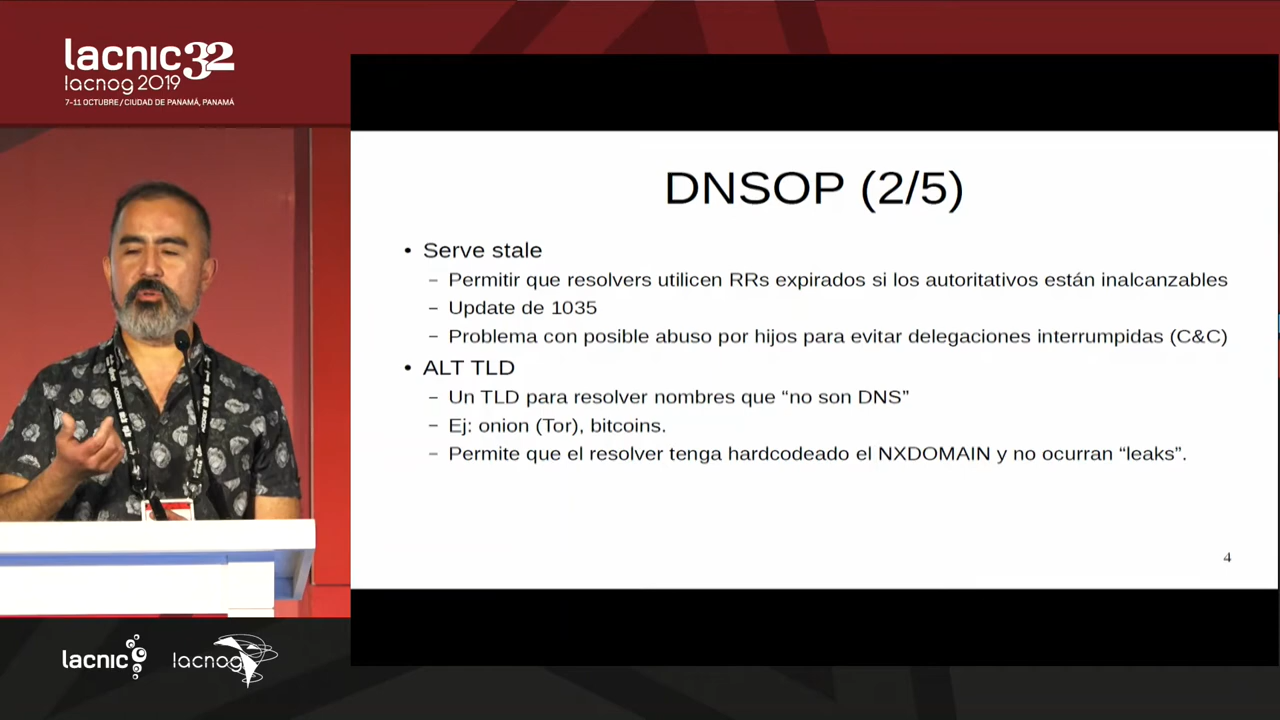 lacnic 32
lacnog 2019
7-11 OCTUBRE / CIUDAD DE PANAMÁ, PANAMÁ
DNSOP (2/5)
• Serve stale
– Permitir que resolvers utilicen RRs expirados si los autoritativos están inalcanzables
– Update de 1035
– Problema con posible abuso por hijos para evitar delegaciones interrumpidas (C&C)
• ALT TLD
– Un TLD para resolver nombres que “no son DNS”
– Ej: onion (Tor), bitcoins.
– Permite que el resolver tenga hardcodeado el NXDOMAIN y no ocurran “leaks”.
4
lacnic
lacnog